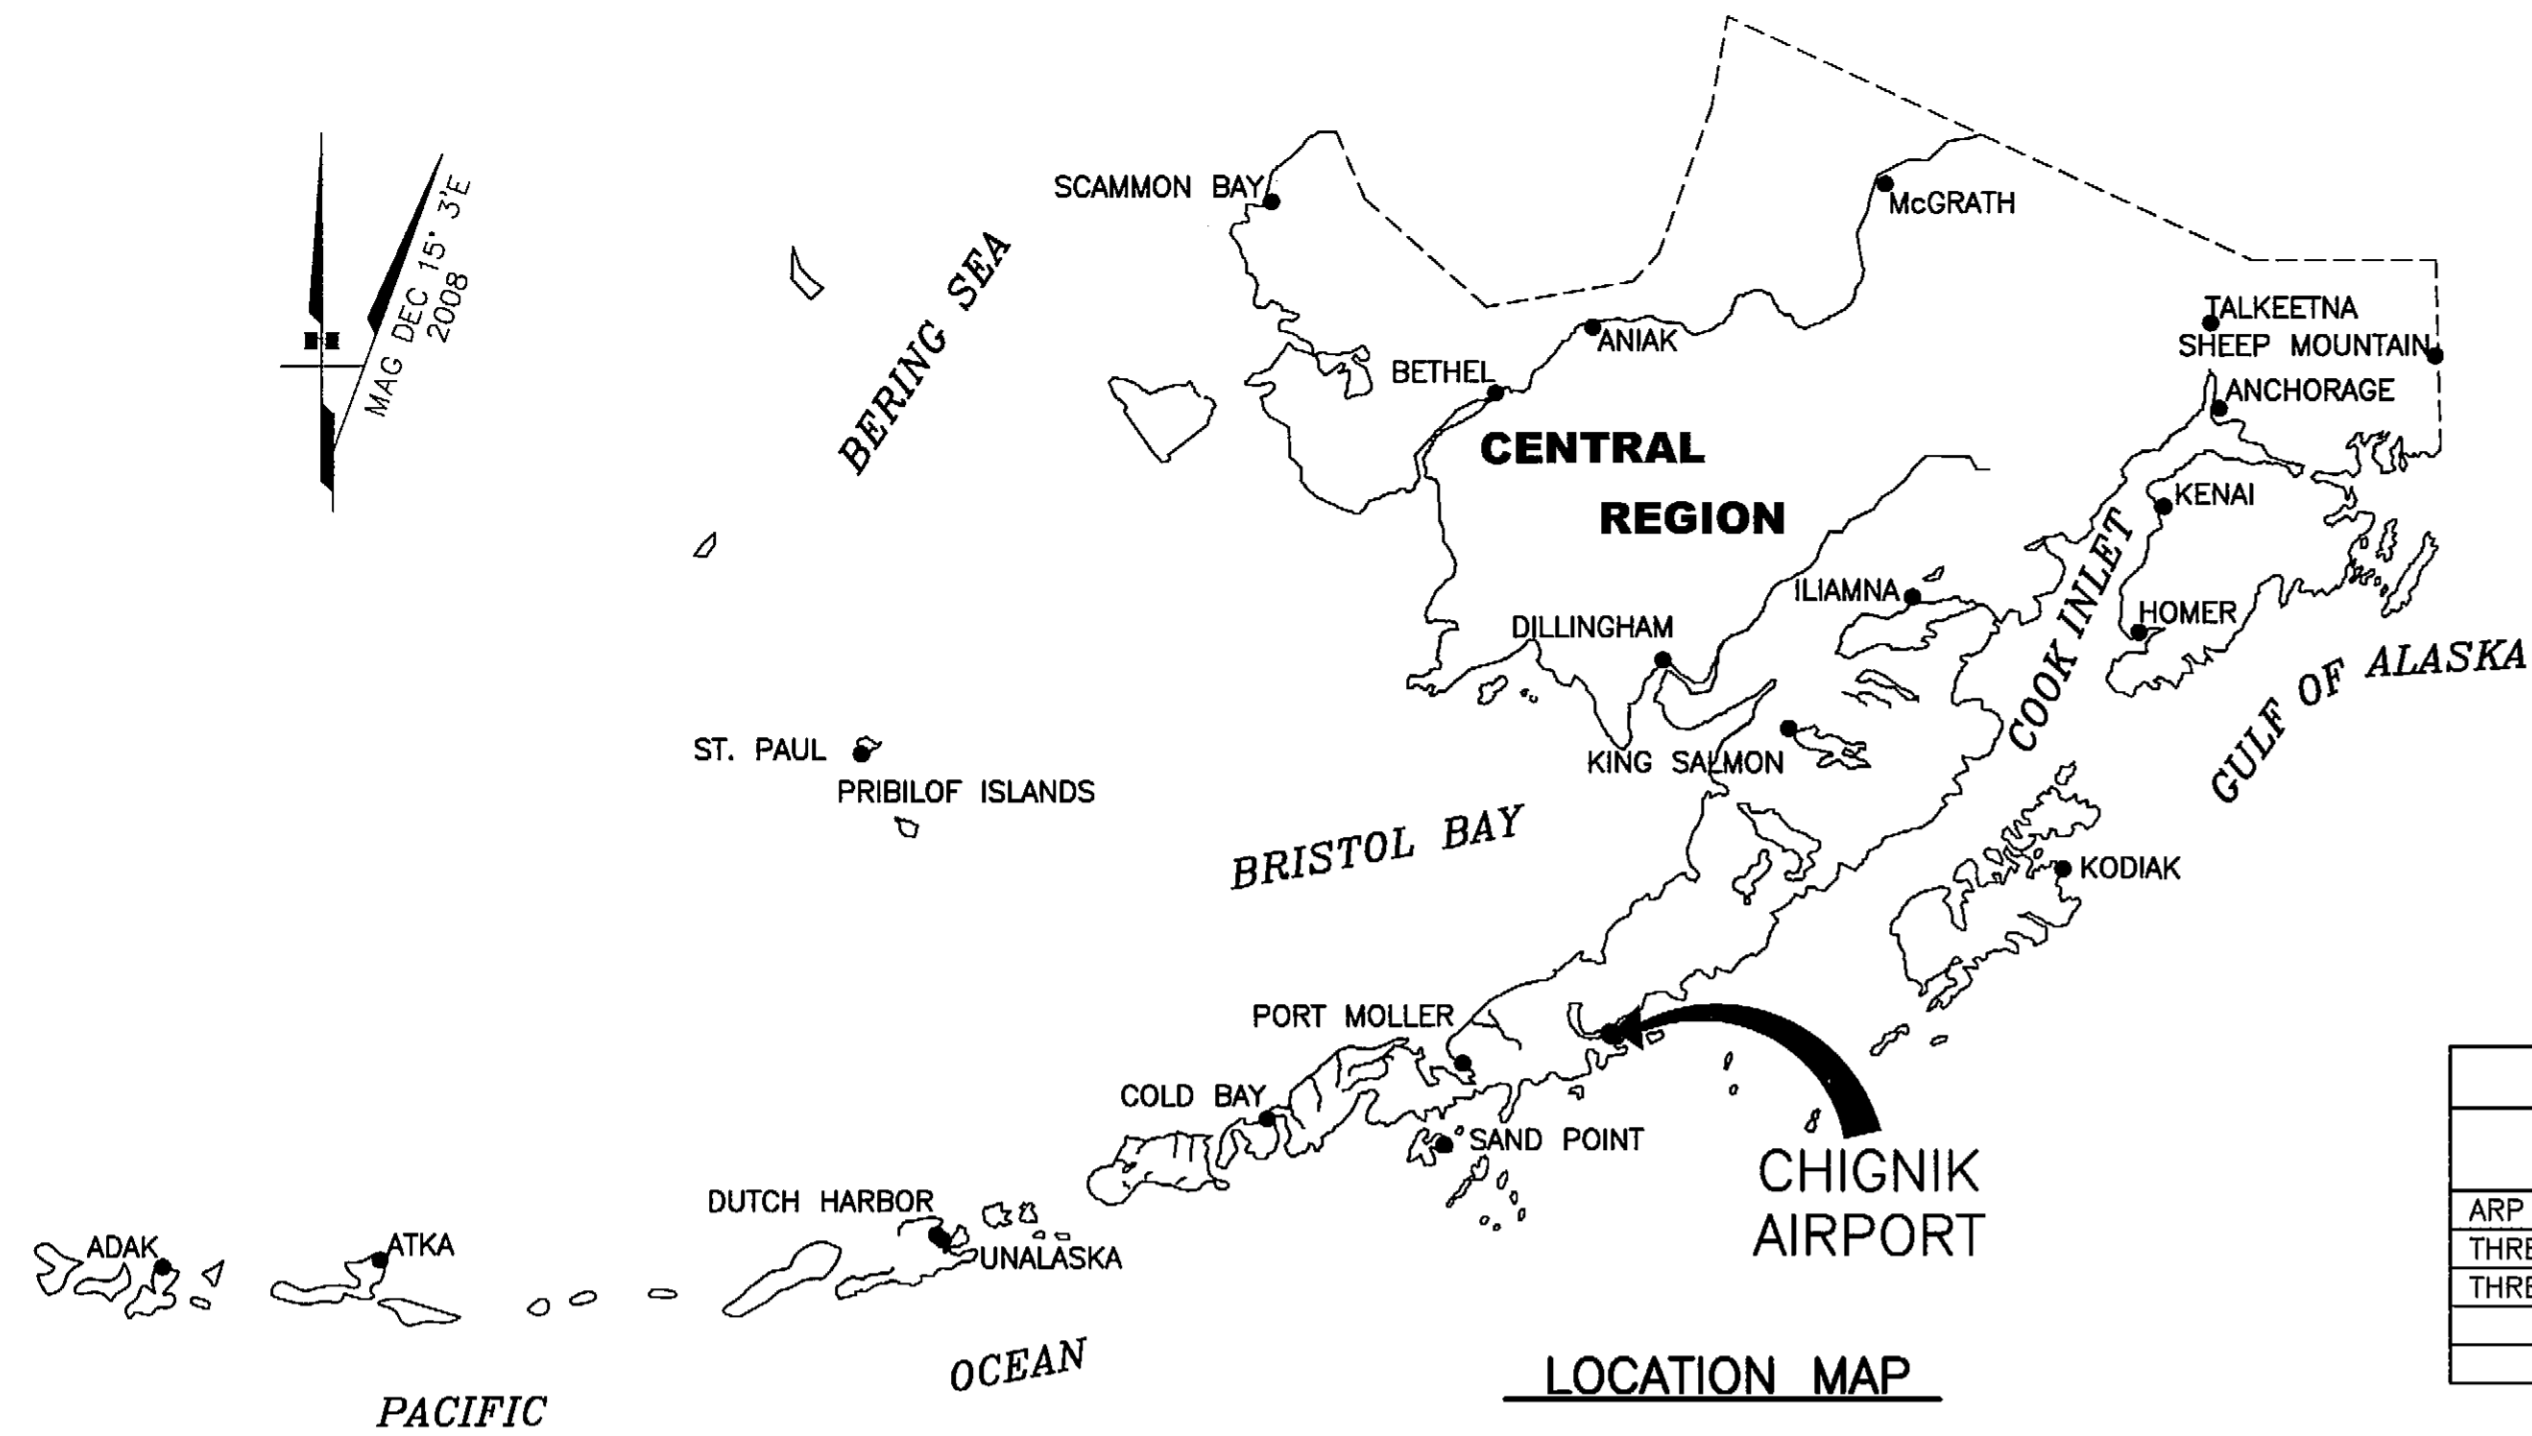 MAG DEC 15° 3'E
2008
BERING SEA
SCAMMON BAY
McGRATH
TALKEETNA
SHEEP MOUNTAIN
ANIAK
BETHEL
ANCHORAGE
CENTRAL
REGION
KENAI
COOK INLET
ILIAMNA
HOMER
DILLINGHAM
GULF OF ALASKA
ST. PAUL
KING SALMON
PRIBILOF ISLANDS
BRISTOL BAY
KODIAK
PORT MOLLER
COLD BAY
SAND POINT
CHIGNIK
AIRPORT
DUTCH HARBOR
ADAK
ATKA
UNALASKA
PACIFIC OCEAN
LOCATION MAP
ARP
THRE
THRE